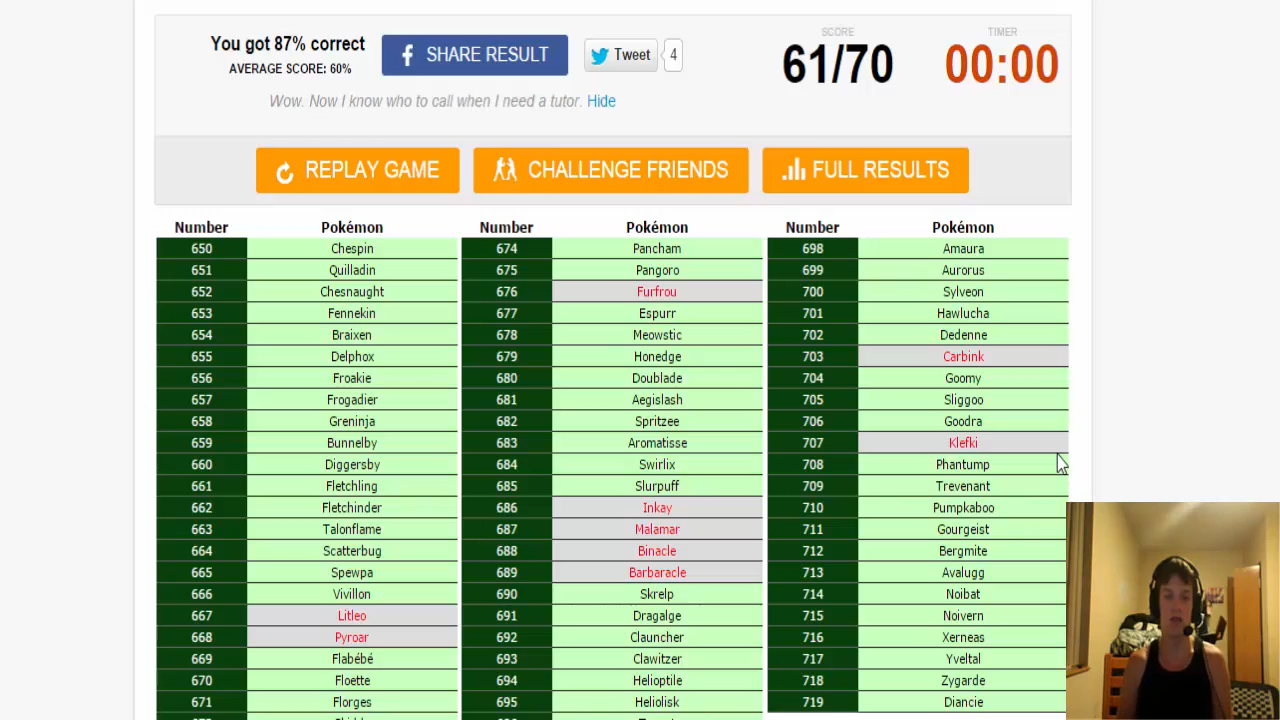 You got 87% correct
AVERAGE SCORE: 60%
f SHARE RESULT
Tweet 4
SCORE
61/70
TIMER
00:00
Wow. Now I know who to call when I need a tutor. Hide
REPLAY GAME CHALLENGE FRIENDS FULL RESULTS
Number Pokémon Number Pokémon Number Pokémon
650 Chespin 674 Pancham 698 Amaura
651 Quilladin 675 Pangoro 699 Aurorus
652 Chesnaught 676 Furfrou 700 Sylveon
653 Fennekin 677 Espurr 701 Hawlucha
654 Braixen 678 Meowstic 702 Dedenne
655 Delphox 679 Honedge 703 Carbink
656 Froakie 680 Doublade 704 Goomy
657 Frogadier 681 Aegislash 705 Sliggoo
658 Greninja 682 Spritzee 706 Goodra
659 Bunnelby 683 Aromatisse 707 Klefki
660 Diggersby 684 Swirlix 708 Phantump
661 Fletchling 685 Slurpuff 709 Trevenant
662 Fletchinder 686 Inkay 710 Pumpkaboo
663 Talonflame 687 Malamar 711 Gourgeist
664 Scatterbug 688 Binacle 712 Bergmite
665 Spewpa 689 Barbaracle 713 Avalugg
666 Vivillon 690 Skrelp 714 Noibat
667 Litleo 691 Dragalge 715 Noivern
668 Pyroar 692 Clauncher 716 Xerneas
669 Flabébé 693 Clawitzer 717 Yveltal
670 Floette 694 Helioptile 718 Zygarde
671 Florges 695 Heliolisk 719 Diancie